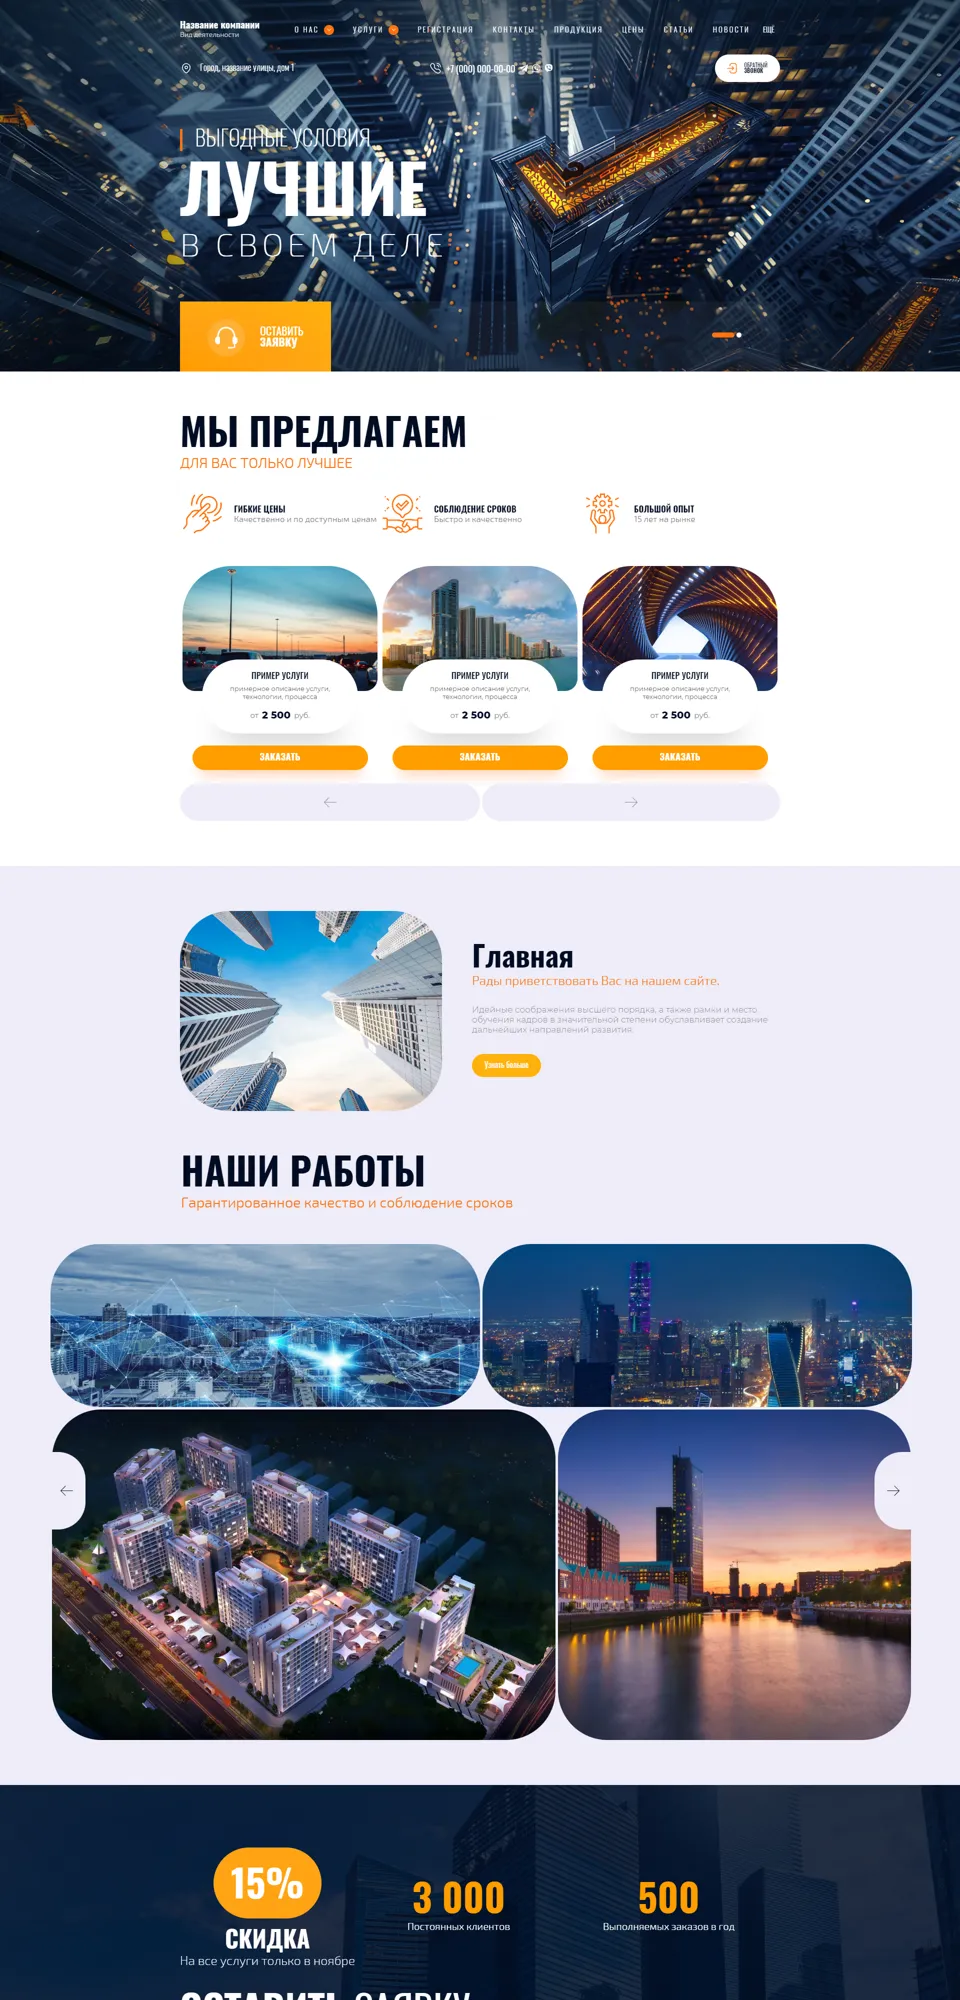 Название компании
Вид деятельности
О НАС
УСЛУГИ
РЕГИСТРАЦИЯ
КОНТАКТЫ
ПРОДУКЦИЯ
ЦЕНЫ
СТАТЬИ
НОВОСТИ
ЕЩЁ
Город, название улицы, дом 1
+7 (000) 000-00-00
ОБРАТНЫЙ
ЗВОНОК
ВЫГОДНЫЕ УСЛОВИЯ
ЛУЧШИЕ
В СВОЕМ ДЕЛЕ
ОСТАВИТЬ
ЗАЯВКУ
МЫ ПРЕДЛАГАЕМ
ДЛЯ ВАС ТОЛЬКО ЛУЧШЕЕ
ГИБКИЕ ЦЕНЫ
Качественно и по доступным ценам
СОБЛЮДЕНИЕ СРОКОВ
Быстро и качественно
БОЛЬШОЙ ОПЫТ
15 лет на рынке
ПРИМЕР УСЛУГИ
примерное описание услуги,
технологии, процесса
от 2 500 руб.
ЗАКАЗАТЬ
ПРИМЕР УСЛУГИ
примерное описание услуги,
технологии, процесса
от 2 500 руб.
ЗАКАЗАТЬ
ПРИМЕР УСЛУГИ
примерное описание услуги,
технологии, процесса
от 2 500 руб.
ЗАКАЗАТЬ
Главная
Рады приветствовать Вас на нашем сайте.
Идейные соображения высшего порядка, а также рамки и место
обучения кадров в значительной степени обуславливает создание
дальнейших направлений развития.
Узнать больше
НАШИ РАБОТЫ
Гарантированное качество и соблюдение сроков
15%
СКИДКА
На все услуги только в ноябре
3 000
Постоянных клиентов
500
Выполняемых заказов в год
ОСТАВИТЬ ЗАЯВКУ